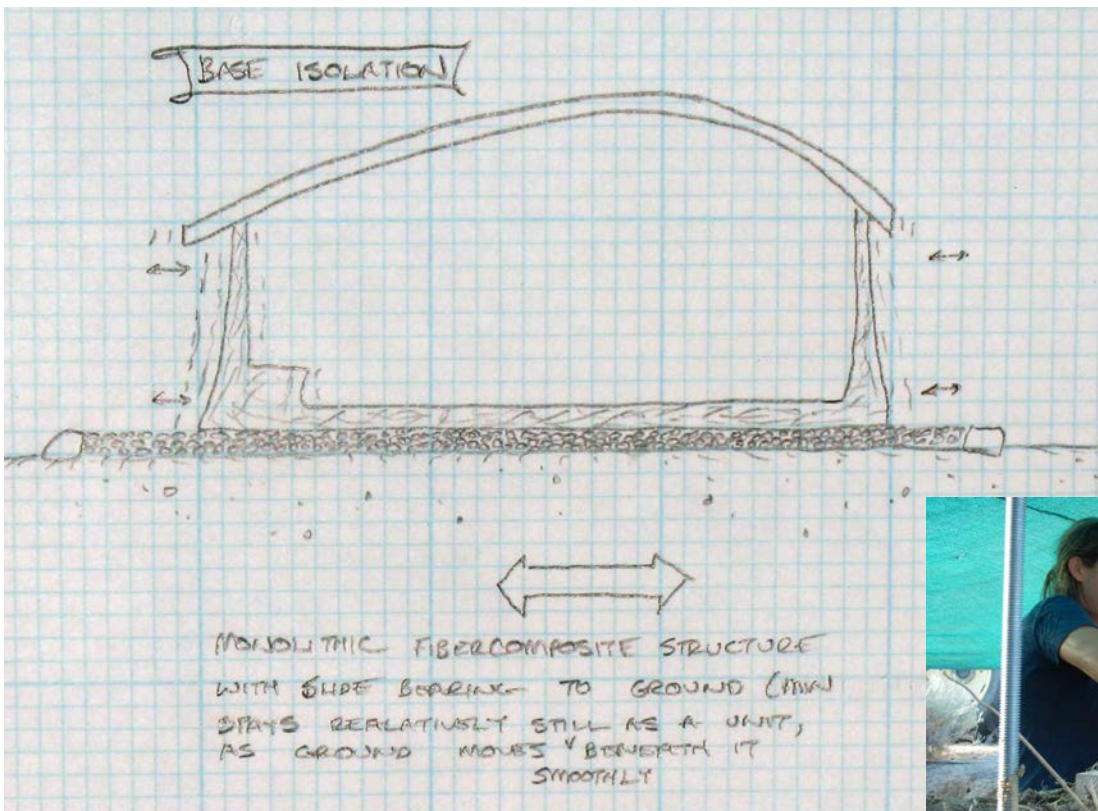 BASE ISOLATION
MONOLITHIC FIBERCOMPOSITE STRUCTURE
WITH SLIDE BEARING TO GROUND
STAYS REALATIVELY STILL AS A UNIT,
AS GROUND MOVES BENEATH IT
SMOOTHLY